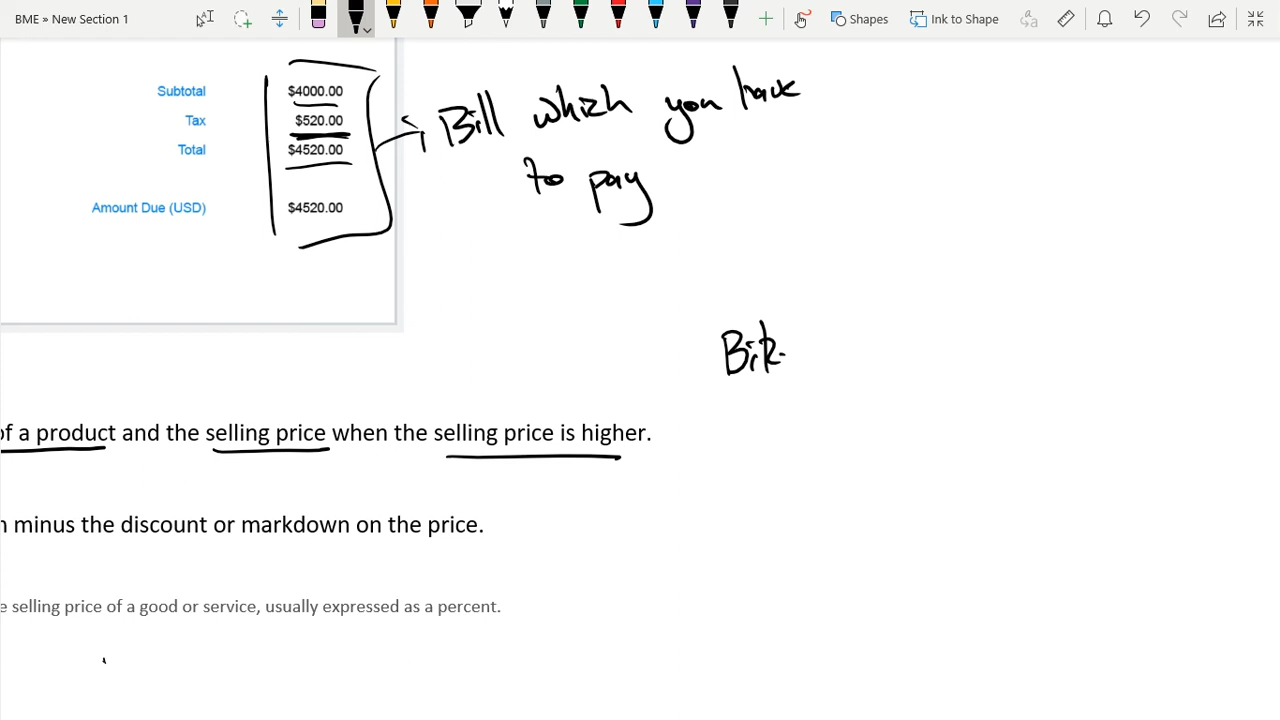 BME » New Section 1
Shapes
Ink to Shape
Subtotal $4000.00
Tax $520.00
Total $4520.00
Amount Due (USD) $4520.00
Bill which you have
to pay
Bik
of a product and the selling price when the selling price is higher.
minus the discount or markdown on the price.
selling price of a good or service, usually expressed as a percent.